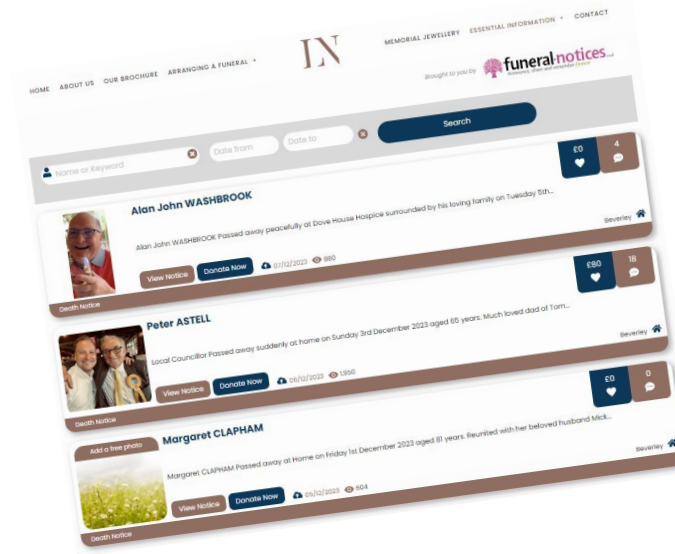 HOME ABOUT US OUR BROCHURE ARRANGING A FUNERAL
LN
MEMORIAL JEWELLERY ESSENTIAL INFORMATION CONTACT
Brought to you by funeral-notices
Name or Keyword Date from Date to Search
Alan John WASHBROOK
£0 4
Alan John WASHBROOK Passed away peacefully at Dove House Hospice surrounded by his loving family on Tuesday 5th...
View Notice Donate Now 07/12/2023 980
Beverley
Death Notice
Peter ASTELL
£80 18
Local Councillor Passed away suddenly at home on Sunday 3rd December 2023 aged 65 years. Much loved dad of Tom...
View Notice Donate Now 06/12/2023 1,956
Beverley
Death Notice
Add a free photo
Margaret CLAPHAM
£0 0
Margaret CLAPHAM Passed away at Home on Friday 1st December 2023 aged 81 years. Reunited with her beloved husband Mick...
View Notice Donate Now 05/12/2023 604
Beverley
Death Notice